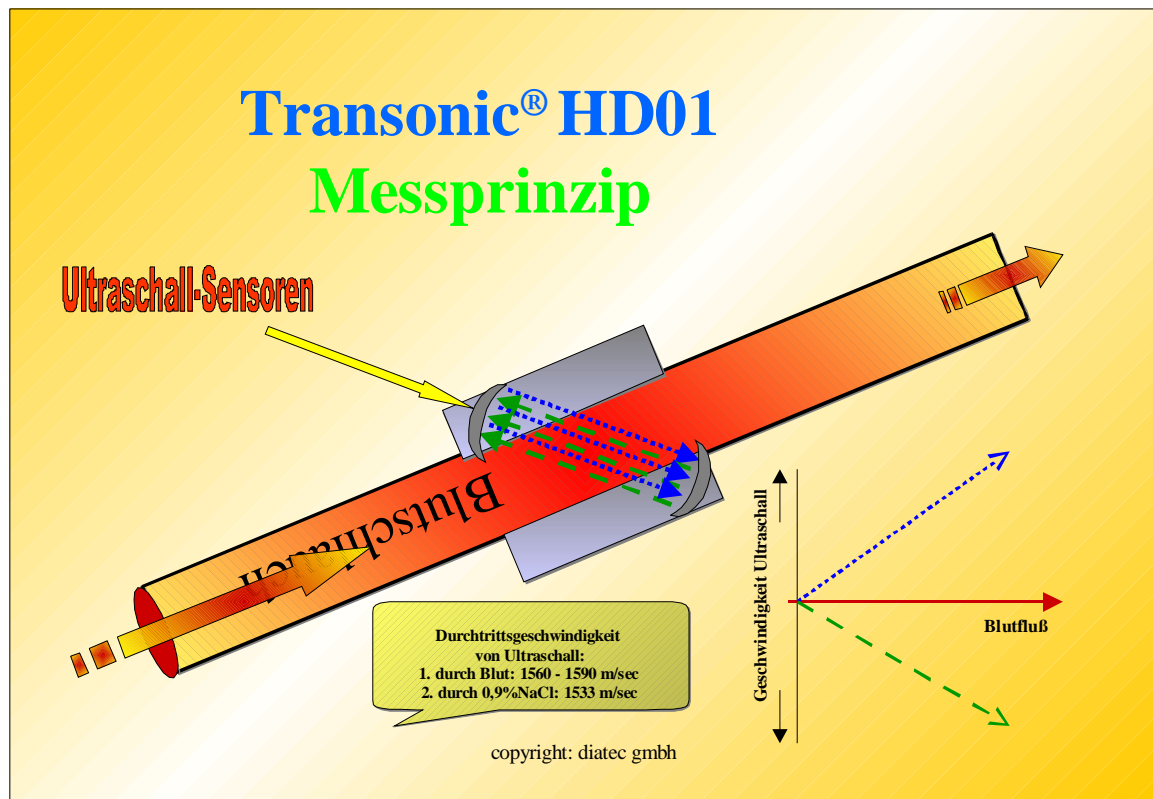 Transonic® HD01
Messprinzip
Ultraschall-Sensoren
Blutschlauch
Durchtrittsgeschwindigkeit
von Ultraschall:
1. durch Blut: 1560 - 1590 m/sec
2. durch 0,9%NaCl: 1533 m/sec
Geschwindigkeit Ultraschall
Blutfluß
copyright: diatec gmbh